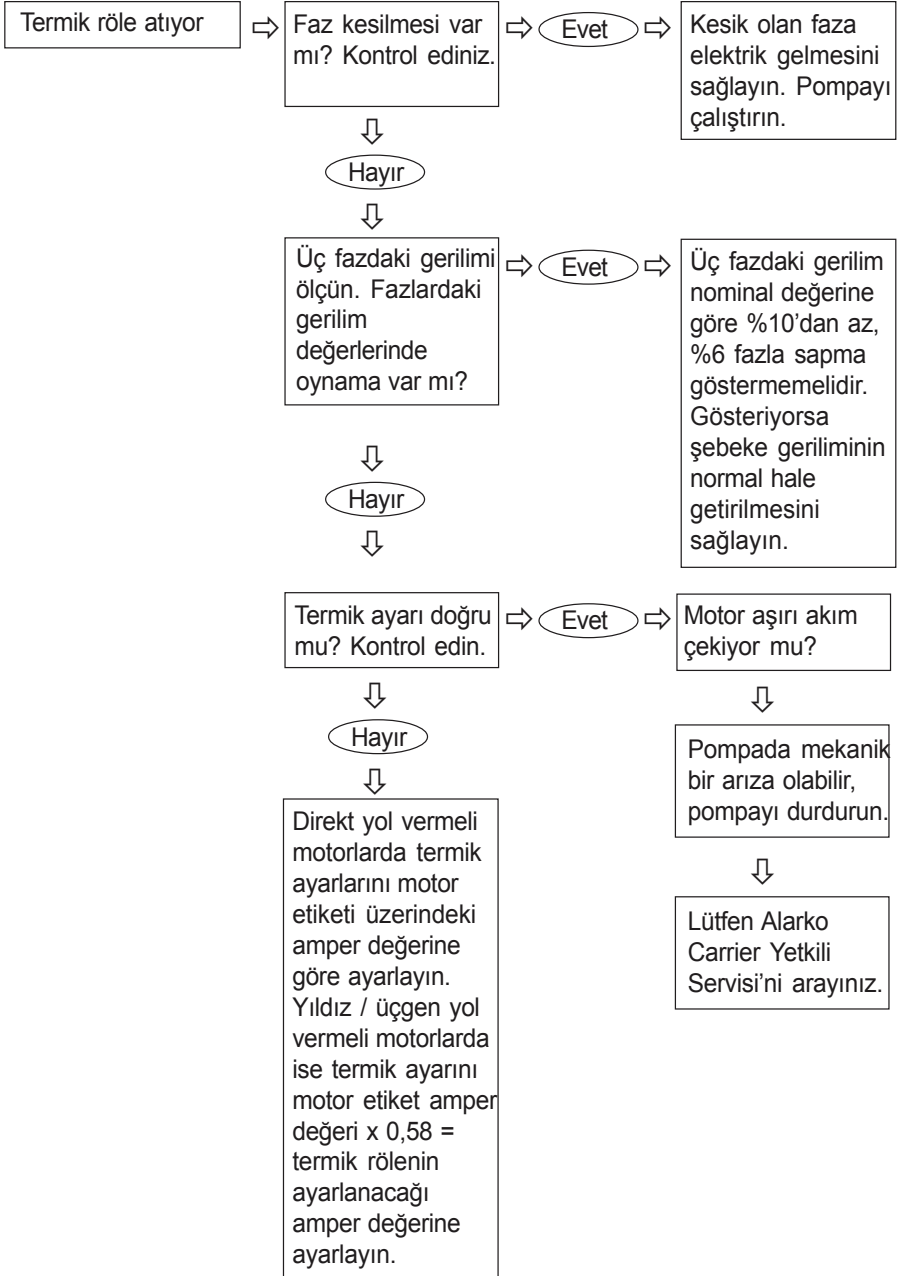 Termik röle atıyor
Faz kesilmesi var
mı? Kontrol ediniz.
Evet
Kesik olan faza
elektrik gelmesini
sağlayın. Pompayı
çalıştırın.
Hayır
Üç fazdaki gerilimi
ölçün. Fazlardaki
gerilim
değerlerinde
oynama var mı?
Evet
Üç fazdaki gerilim
nominal değerine
göre %10’dan az,
%6 fazla sapma
göstermemelidir.
Gösteriyorsa
şebeke geriliminin
normal hale
getirilmesini
sağlayın.
Hayır
Termik ayarı doğru
mu? Kontrol edin.
Evet
Motor aşırı akım
çekiyor mu?
Pompada mekanik
bir arıza olabilir,
pompayı durdurun.
Lütfen Alarko
Carrier Yetkili
Servisi’ni arayınız.
Hayır
Direkt yol vermeli
motorlarda termik
ayarlarını motor
etiketi üzerindeki
amper değerine
göre ayarlayın.
Yıldız / üçgen yol
vermeli motorlarda
ise termik ayarını
motor etiket amper
değeri x 0,58 =
termik rölenin
ayarlanacağı
amper değerine
ayarlayın.